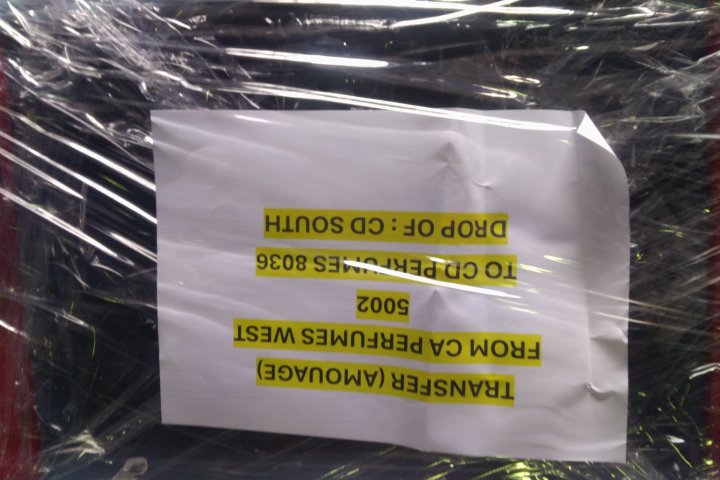 TRANSFER (AMOUAGE)
FROM CA PERFUMES WEST
5002
TO CD PERFUMES 8036
DROP OF : CD SOUTH